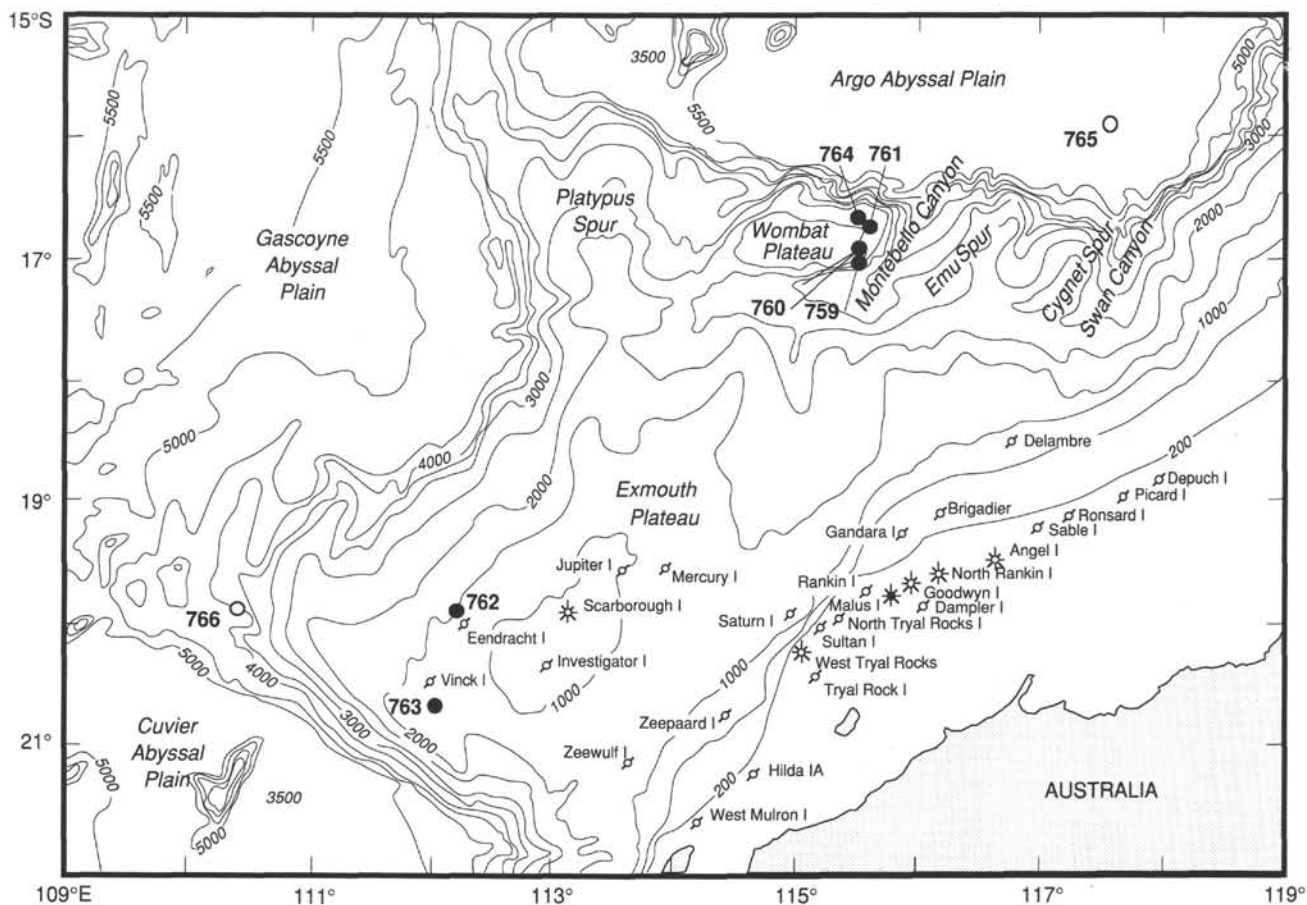 15°S
5500
3500
Argo Abyssal Plain
5000
5500
765
3000
764
761
5500
5500
Platypus
Spur
Wombat
Plateau
Montebello Canyon
2000
Gascoyne
Abyssal
Plain
17°
Emu Spur
Cygnet Spur
Swan Canyon
760
759
1000
3000
5000
4000
2000
200
Delambre
19°
Exmouth
Plateau
Depuch I
Picard I
Brigadier
Ronsard I
Gandara I
Sable I
Angel I
Jupiter I
Mercury I
North Rankin I
Rankin I
Goodwyn I
766
762
Scarborough I
Malus I
Dampler I
Saturn I
North Tryal Rocks I
Eendracht I
Sultan I
West Tryal Rocks
5000
4000
Vinck I
Investigator I
1000
1000
Tryal Rock I
763
3000
2000
Zeepaard I
21°
Cuvier
Abyssal
Plain
Zeewulf I
5000
3500
200
Hilda IA
AUSTRALIA
5000
West Mulron I
109°E
111°
113°
115°
117°
119°